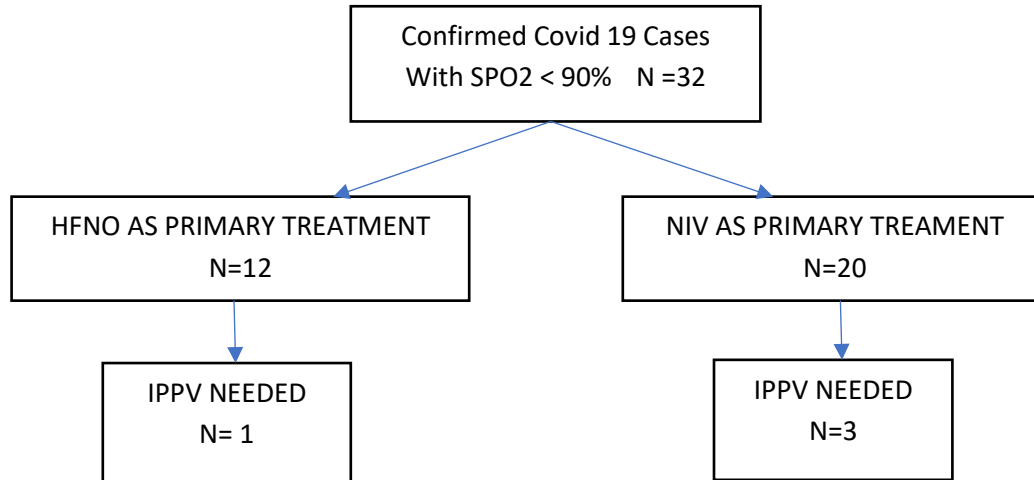 Confirmed Covid 19 Cases
With SPO2 < 90% N =32
HFNO AS PRIMARY TREATMENT
N=12
NIV AS PRIMARY TREAMENT
N=20
IPPV NEEDED
N= 1
IPPV NEEDED
N=3